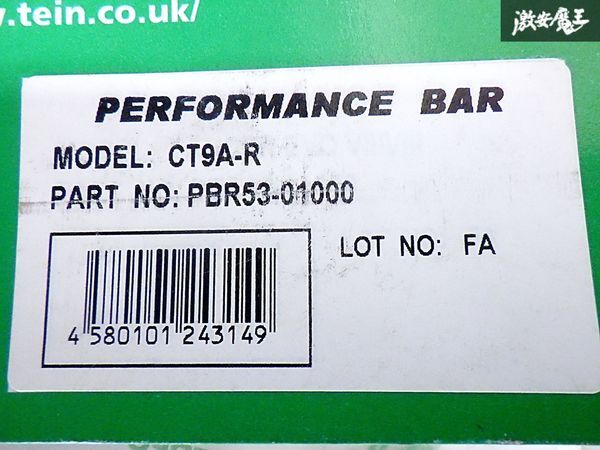 www.tein.co.uk/
激安魔王
PERFORMANCE BAR
MODEL: CT9A-R
PART NO: PBR53-01000
LOT NO: FA
4 580101 243149